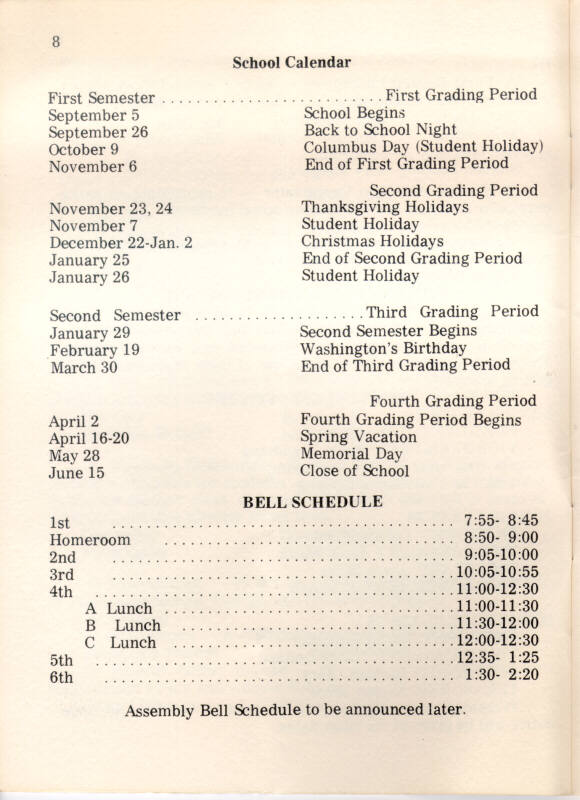 8
School Calendar
First Semester . . . . . . . . . . . . . . . . . . . . . . . . . First Grading Period
September 5 School Begins
September 26 Back to School Night
October 9 Columbus Day (Student Holiday)
November 6 End of First Grading Period
Second Grading Period
November 23, 24 Thanksgiving Holidays
November 7 Student Holiday
December 22-Jan. 2 Christmas Holidays
January 25 End of Second Grading Period
January 26 Student Holiday
Second Semester . . . . . . . . . . . . . . . . . . . . Third Grading Period
January 29 Second Semester Begins
February 19 Washington's Birthday
March 30 End of Third Grading Period
Fourth Grading Period
April 2 Fourth Grading Period Begins
April 16-20 Spring Vacation
May 28 Memorial Day
June 15 Close of School
BELL SCHEDULE
1st . . . . . . . . . . . . . . . . . . . . . . . . . . . . . . . . . . . . . . . 7:55- 8:45
Homeroom . . . . . . . . . . . . . . . . . . . . . . . . . . . . . . . . . 8:50- 9:00
2nd . . . . . . . . . . . . . . . . . . . . . . . . . . . . . . . . . . . . . . . 9:05-10:00
3rd . . . . . . . . . . . . . . . . . . . . . . . . . . . . . . . . . . . . . . . 10:05-10:55
4th . . . . . . . . . . . . . . . . . . . . . . . . . . . . . . . . . . . . . . . . . 11:00-12:30
A Lunch . . . . . . . . . . . . . . . . . . . . . . . . . . . . . . . . . 11:00-11:30
B Lunch . . . . . . . . . . . . . . . . . . . . . . . . . . . . . . . 11:30-12:00
C Lunch . . . . . . . . . . . . . . . . . . . . . . . . . . . . . . . . 12:00-12:30
5th . . . . . . . . . . . . . . . . . . . . . . . . . . . . . . . . . . . . . . . . . 12:35- 1:25
6th . . . . . . . . . . . . . . . . . . . . . . . . . . . . . . . . . . . . . . . . 1:30- 2:20
Assembly Bell Schedule to be announced later.